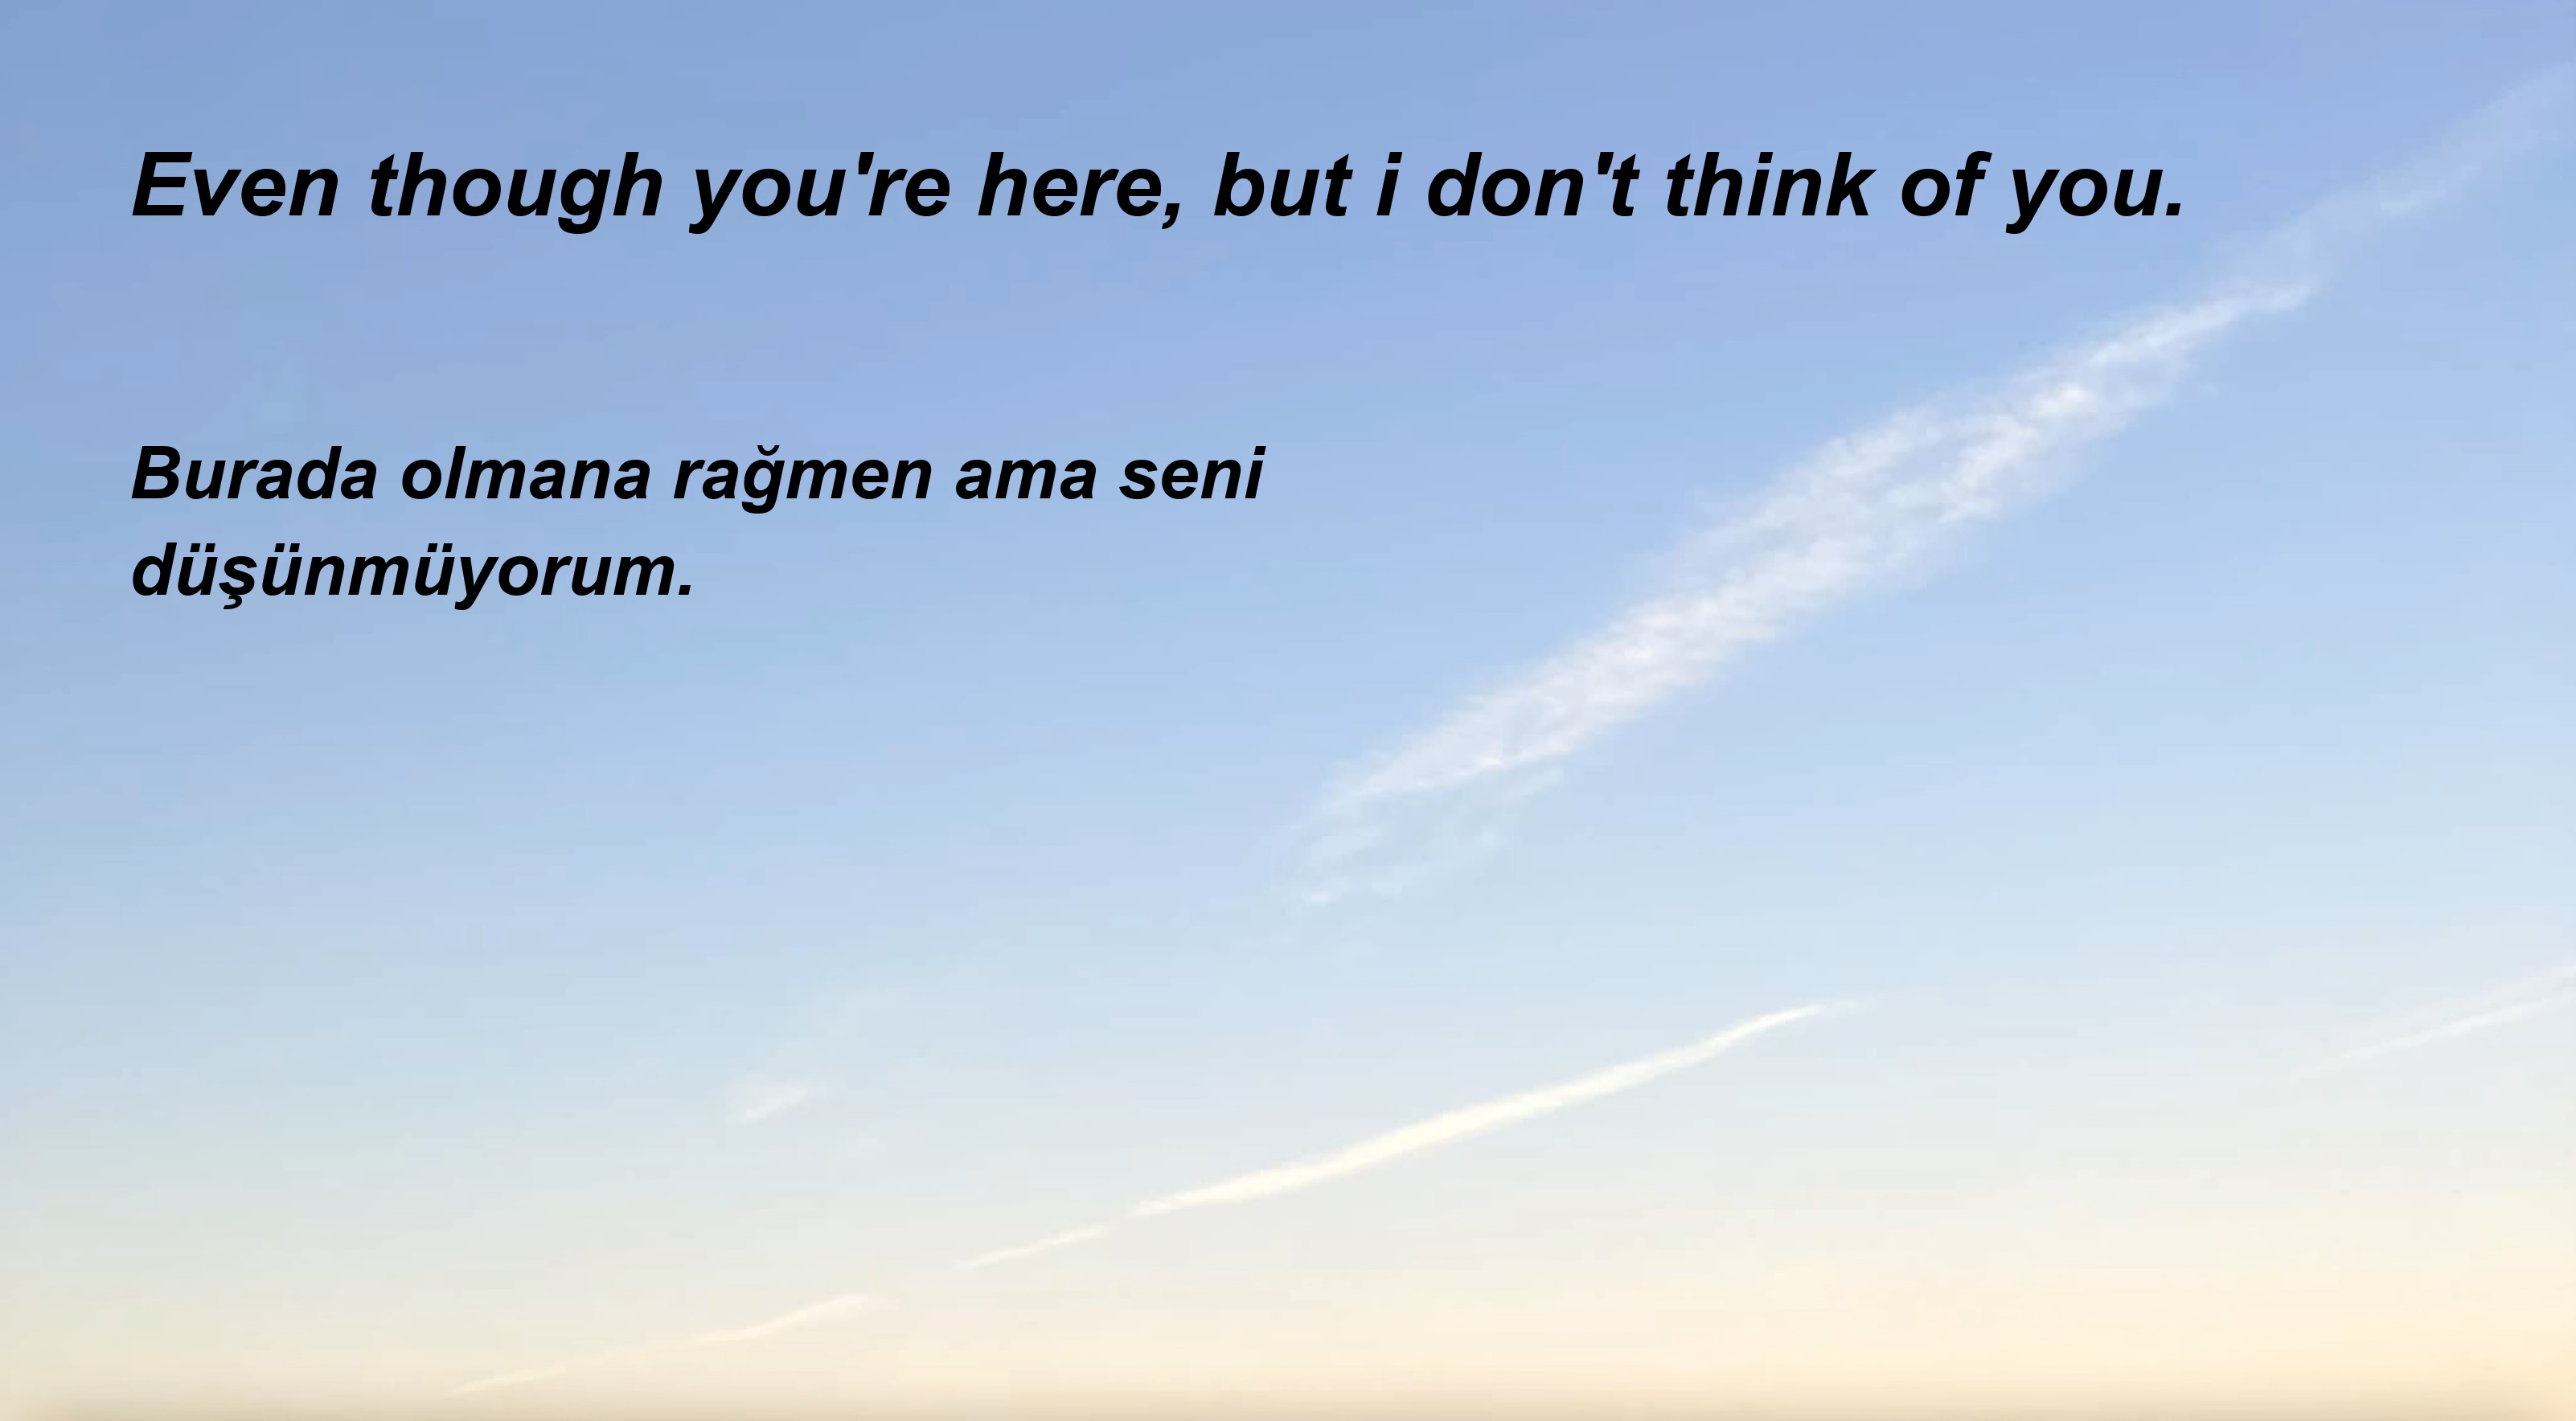 Even though you're here, but i don't think of you.
Burada olmana rağmen ama seni
düşünmüyorum.